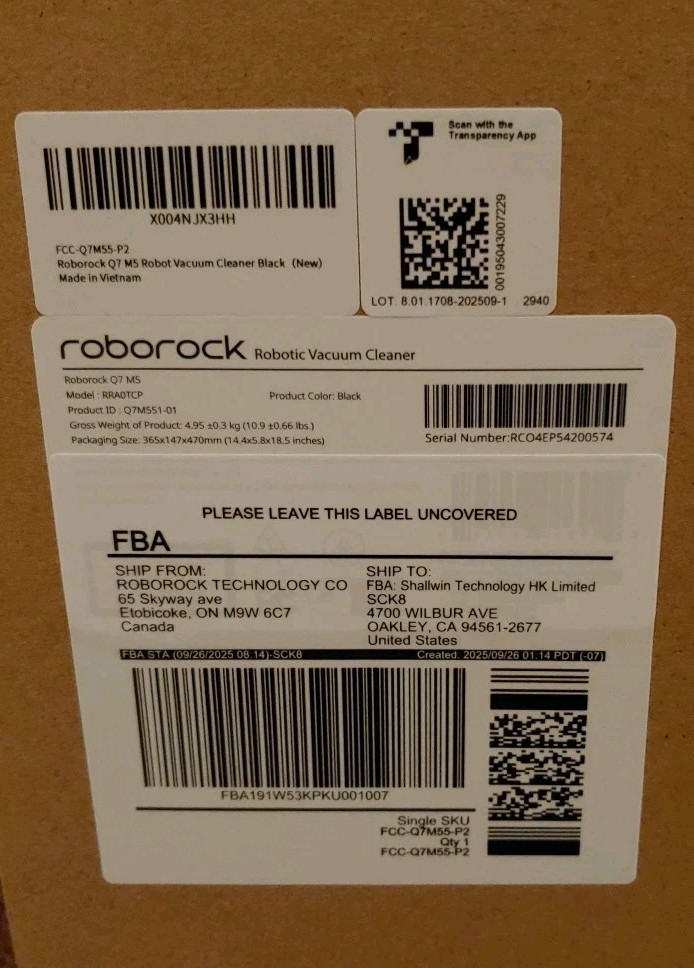 X004NJX3HH
FCC-Q7M55-P2
Roborock Q7 M5 Robot Vacuum Cleaner Black (New)
Made in Vietnam
Scan with the
Transparency App
00195043007229
LOT: 8.01.1708-202509-1 2940
roborock Robotic Vacuum Cleaner
Roborock Q7 M5
Model : RRA0TCP Product Color: Black
Product ID : Q7M551-01
Gross Weight of Product: 4.95 ±0.3 kg (10.9 ±0.66 lbs.)
Packaging Size: 365x147x470mm (14.4x5.8x18.5 inches)
Serial Number:RCO4EP54200574
PLEASE LEAVE THIS LABEL UNCOVERED
FBA
SHIP FROM:
ROBOROCK TECHNOLOGY CO
65 Skyway ave
Etobicoke, ON M9W 6C7
Canada
SHIP TO:
FBA: Shallwin Technology HK Limited
SCK8
4700 WILBUR AVE
OAKLEY, CA 94561-2677
United States
FBA STA (09/26/2025 08:14)-SCK8 Created: 2025/09/26 01:14 PDT (-07)
FBA191W53KPKU001007
Single SKU
FCC-Q7M55-P2
Qty 1
FCC-Q7M55-P2